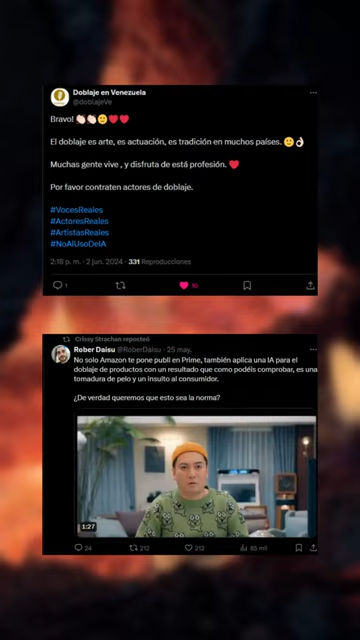 Doblaje en Venezuela
@doblajeVe
Bravo! 👏🏻👏🏻🙂❤️❤️
El doblaje es arte, es actuación, es tradición en muchos países. 🙂👌🏻
Muchas gente vive , y disfruta de está profesión. ❤️
Por favor contraten actores de doblaje.
#VocesReales
#ActoresReales
#ArtistasReales
#NoAlUsoDeIA
2:18 p. m. · 2 jun. 2024 · 331 Reproducciones
1
10
Crissy Strachan reposteó
Rober Daisu @RoberDaisu · 25 may.
No solo Amazon te pone publi en Prime, también aplica una IA para el
doblaje de productos con un resultado que como podéis comprobar, es una
tomadura de pelo y un insulto al consumidor.
¿De verdad queremos que esto sea la norma?
1:27
24
212
212
65 mil